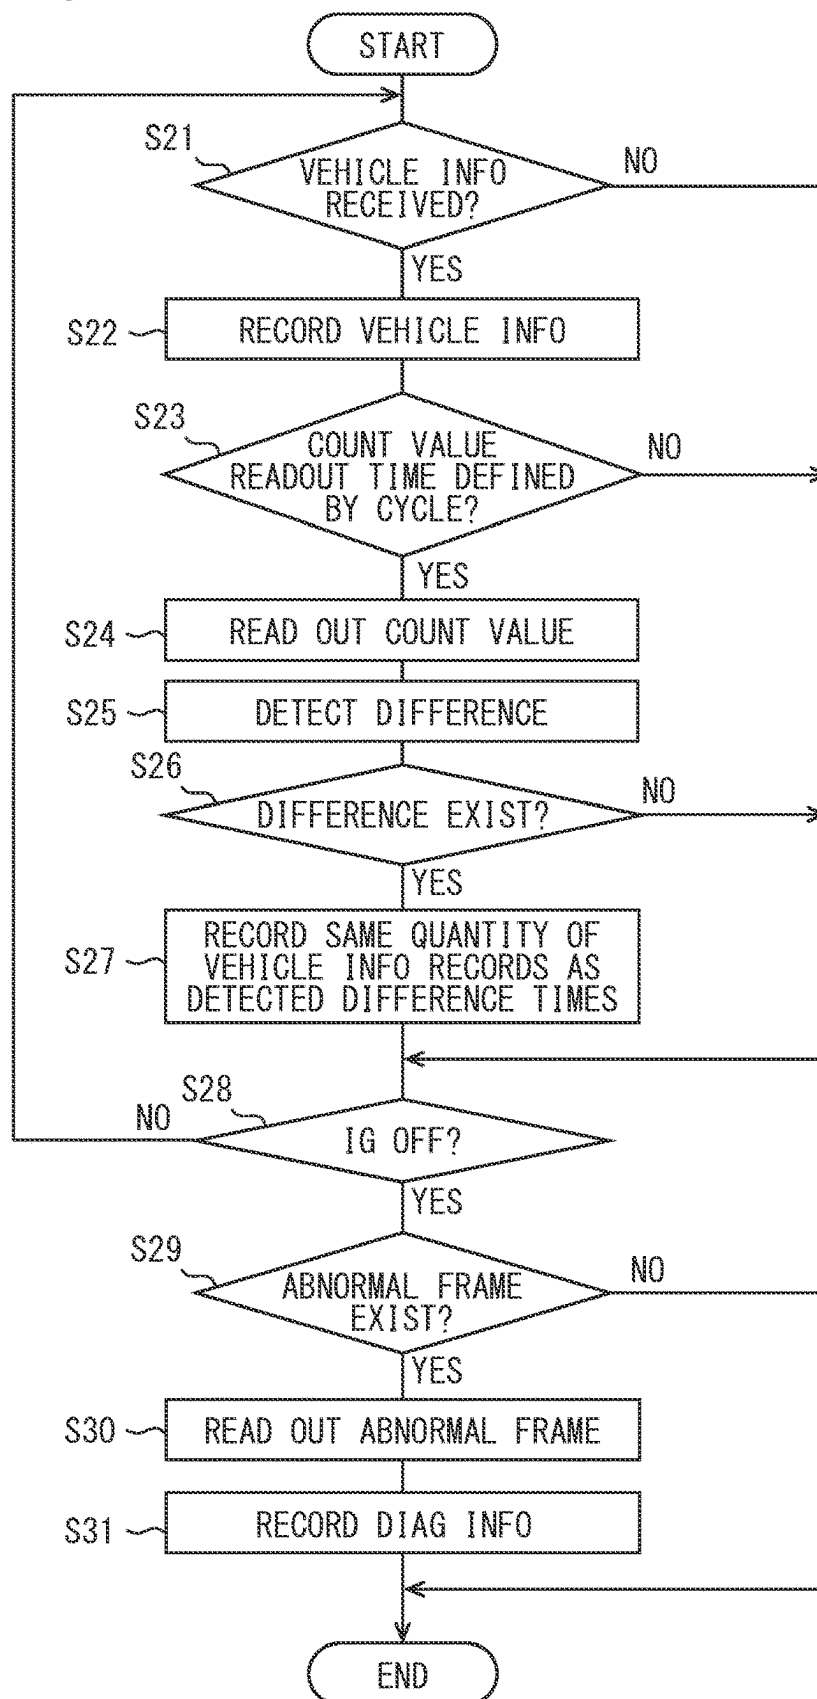 START
S21
VEHICLE INFO
RECEIVED?
NO
YES
S22
RECORD VEHICLE INFO
S23
COUNT VALUE
READOUT TIME DEFINED
BY CYCLE?
NO
YES
S24
READ OUT COUNT VALUE
S25
DETECT DIFFERENCE
S26
DIFFERENCE EXIST?
NO
YES
S27
RECORD SAME QUANTITY OF
VEHICLE INFO RECORDS AS
DETECTED DIFFERENCE TIMES
S28
NO
IG OFF?
YES
S29
ABNORMAL FRAME
EXIST?
NO
YES
S30
READ OUT ABNORMAL FRAME
S31
RECORD DIAG INFO
END